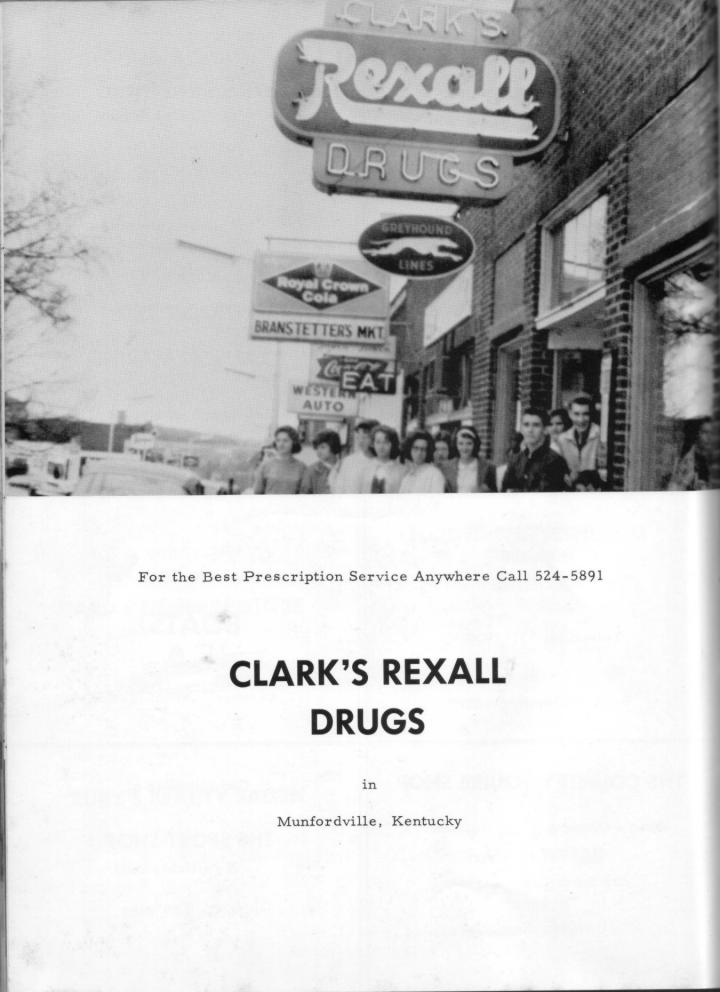 CLARK'S
Rexall
DRUGS
GREYHOUND
LINES
Royal Crown
Cola
BRANSTETTER'S MKT.
EAT
WESTERN
AUTO
For the Best Prescription Service Anywhere Call 524-5891
CLARK'S REXALL
DRUGS
in
Munfordville, Kentucky